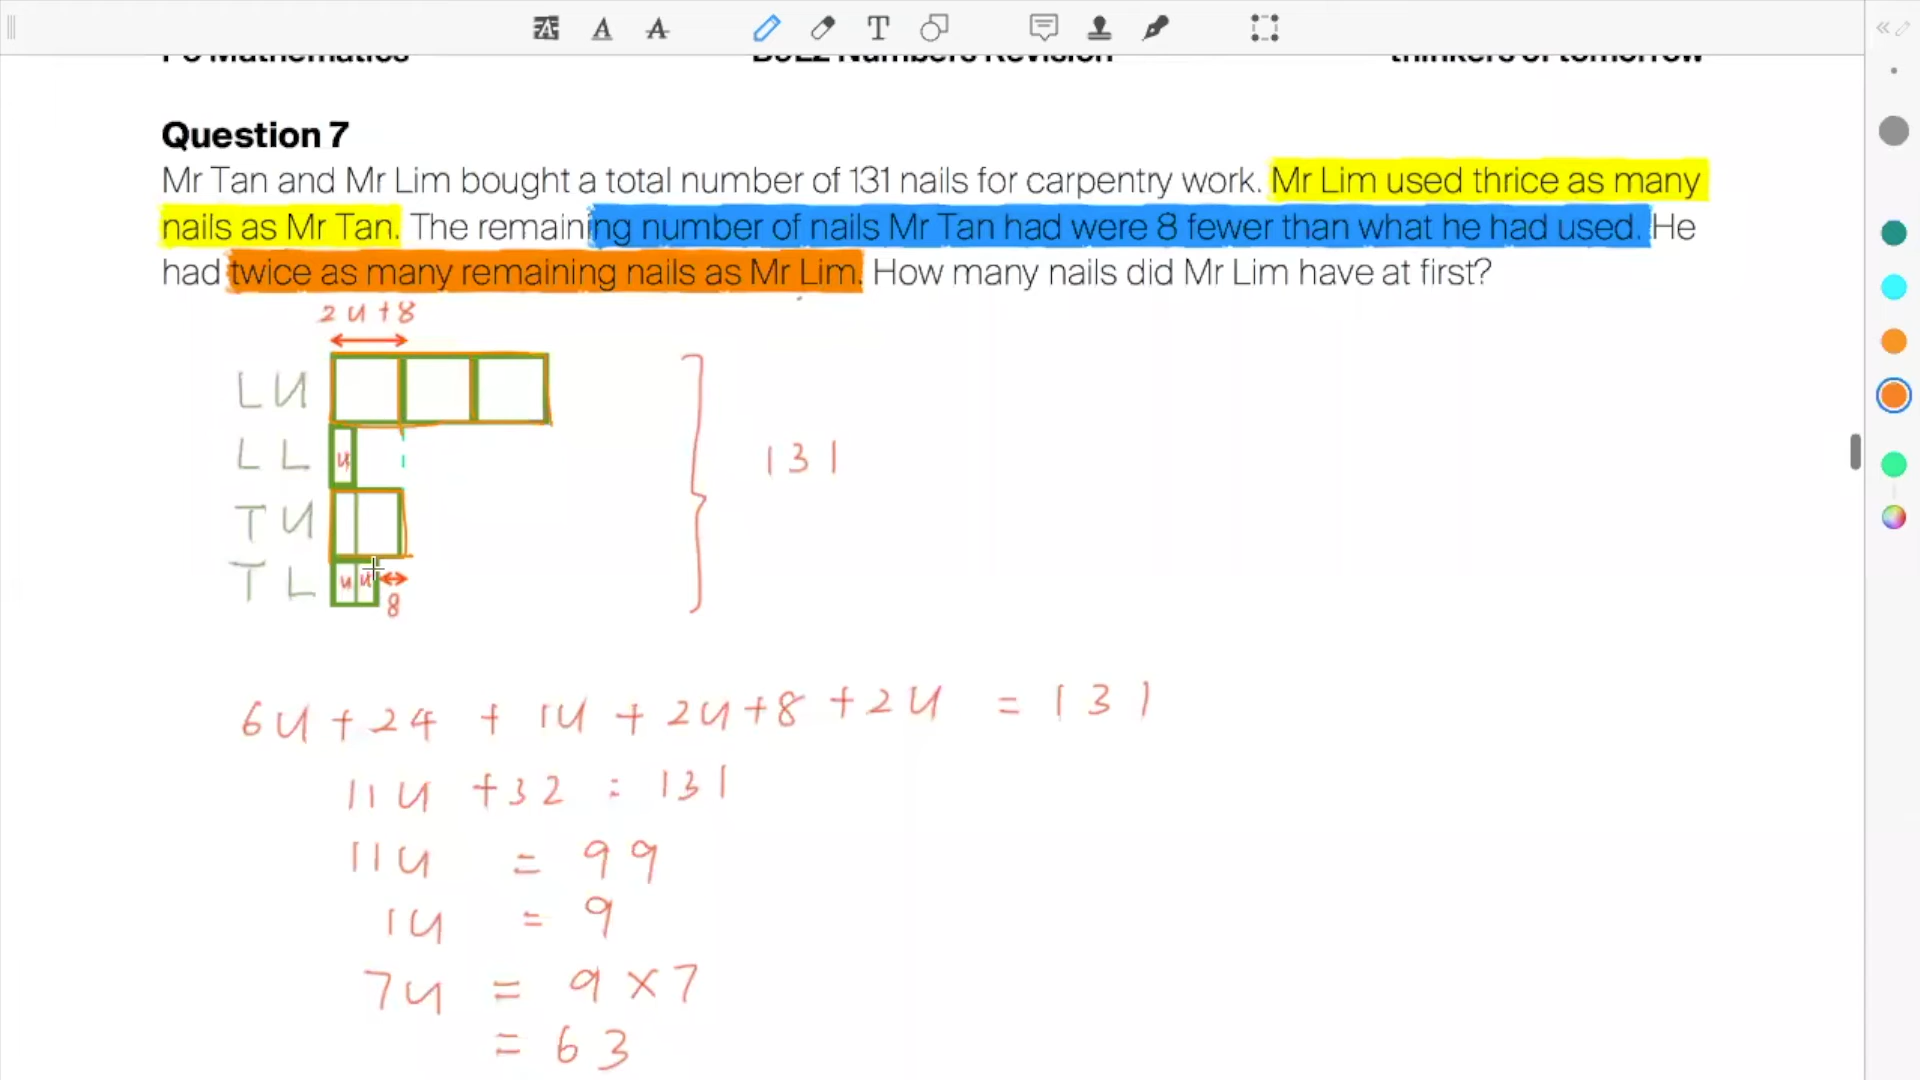 Question 7
Mr Tan and Mr Lim bought a total number of 131 nails for carpentry work. Mr Lim used thrice as many
nails as Mr Tan. The remaining number of nails Mr Tan had were 8 fewer than what he had used. He
had twice as many remaining nails as Mr Lim. How many nails did Mr Lim have at first?
2u+8
LU
LL u 131
TU
TL u u 8
6u+24 + 1u + 2u+8 +2u = 131
11u +32 = 131
11u = 99
1u = 9
7u = 9×7
= 63